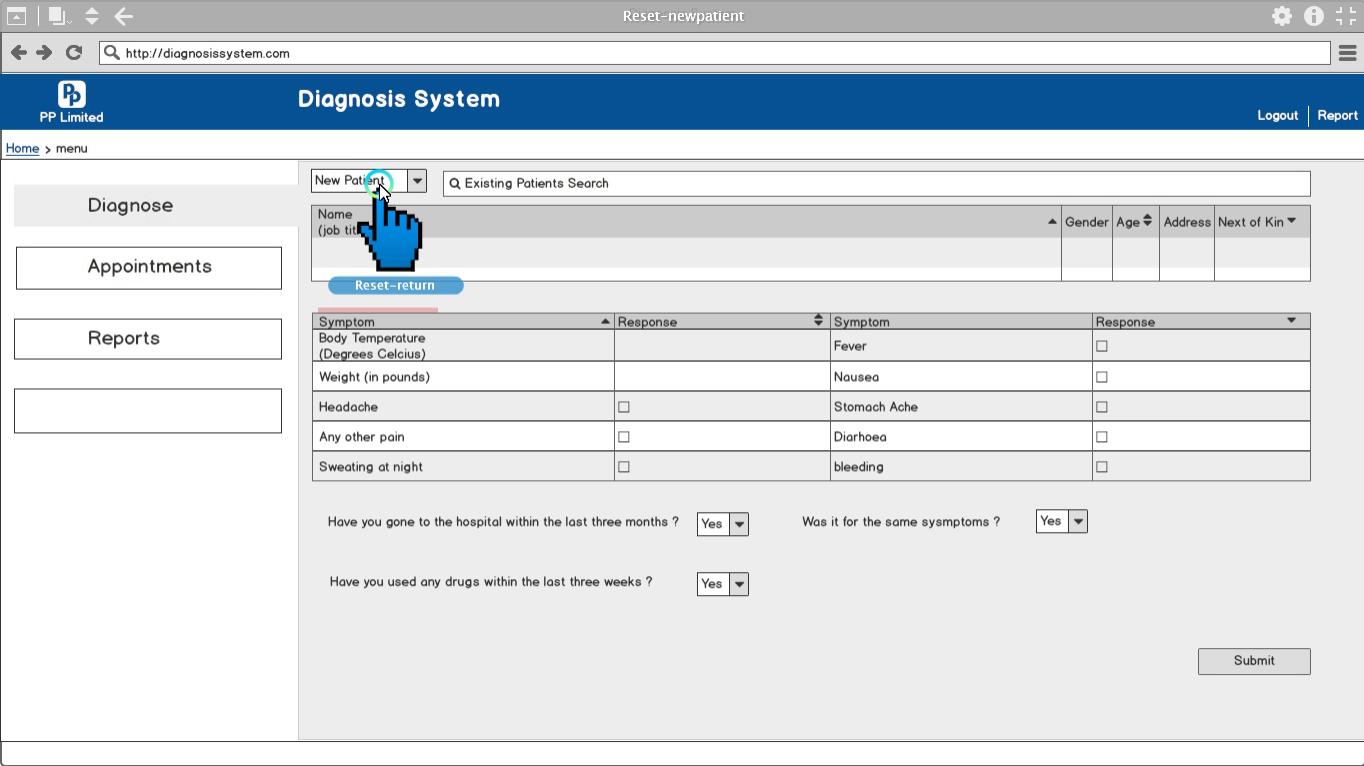 Reset-newpatient
http://diagnosissystem.com
Pp
PP Limited
Diagnosis System
Logout
Report
Home > menu
Diagnose
Appointments
Reports
New Patient
Existing Patients Search
Name
(job tit
Gender
Age
Address
Next of Kin
Reset-return
Symptom
Response
Symptom
Response
Body Temperature
(Degrees Celcius)
Fever
Weight (in pounds)
Nausea
Headache
Stomach Ache
Any other pain
Diarhoea
Sweating at night
bleeding
Have you gone to the hospital within the last three months ?
Yes
Was it for the same sysmptoms ?
Yes
Have you used any drugs within the last three weeks ?
Yes
Submit